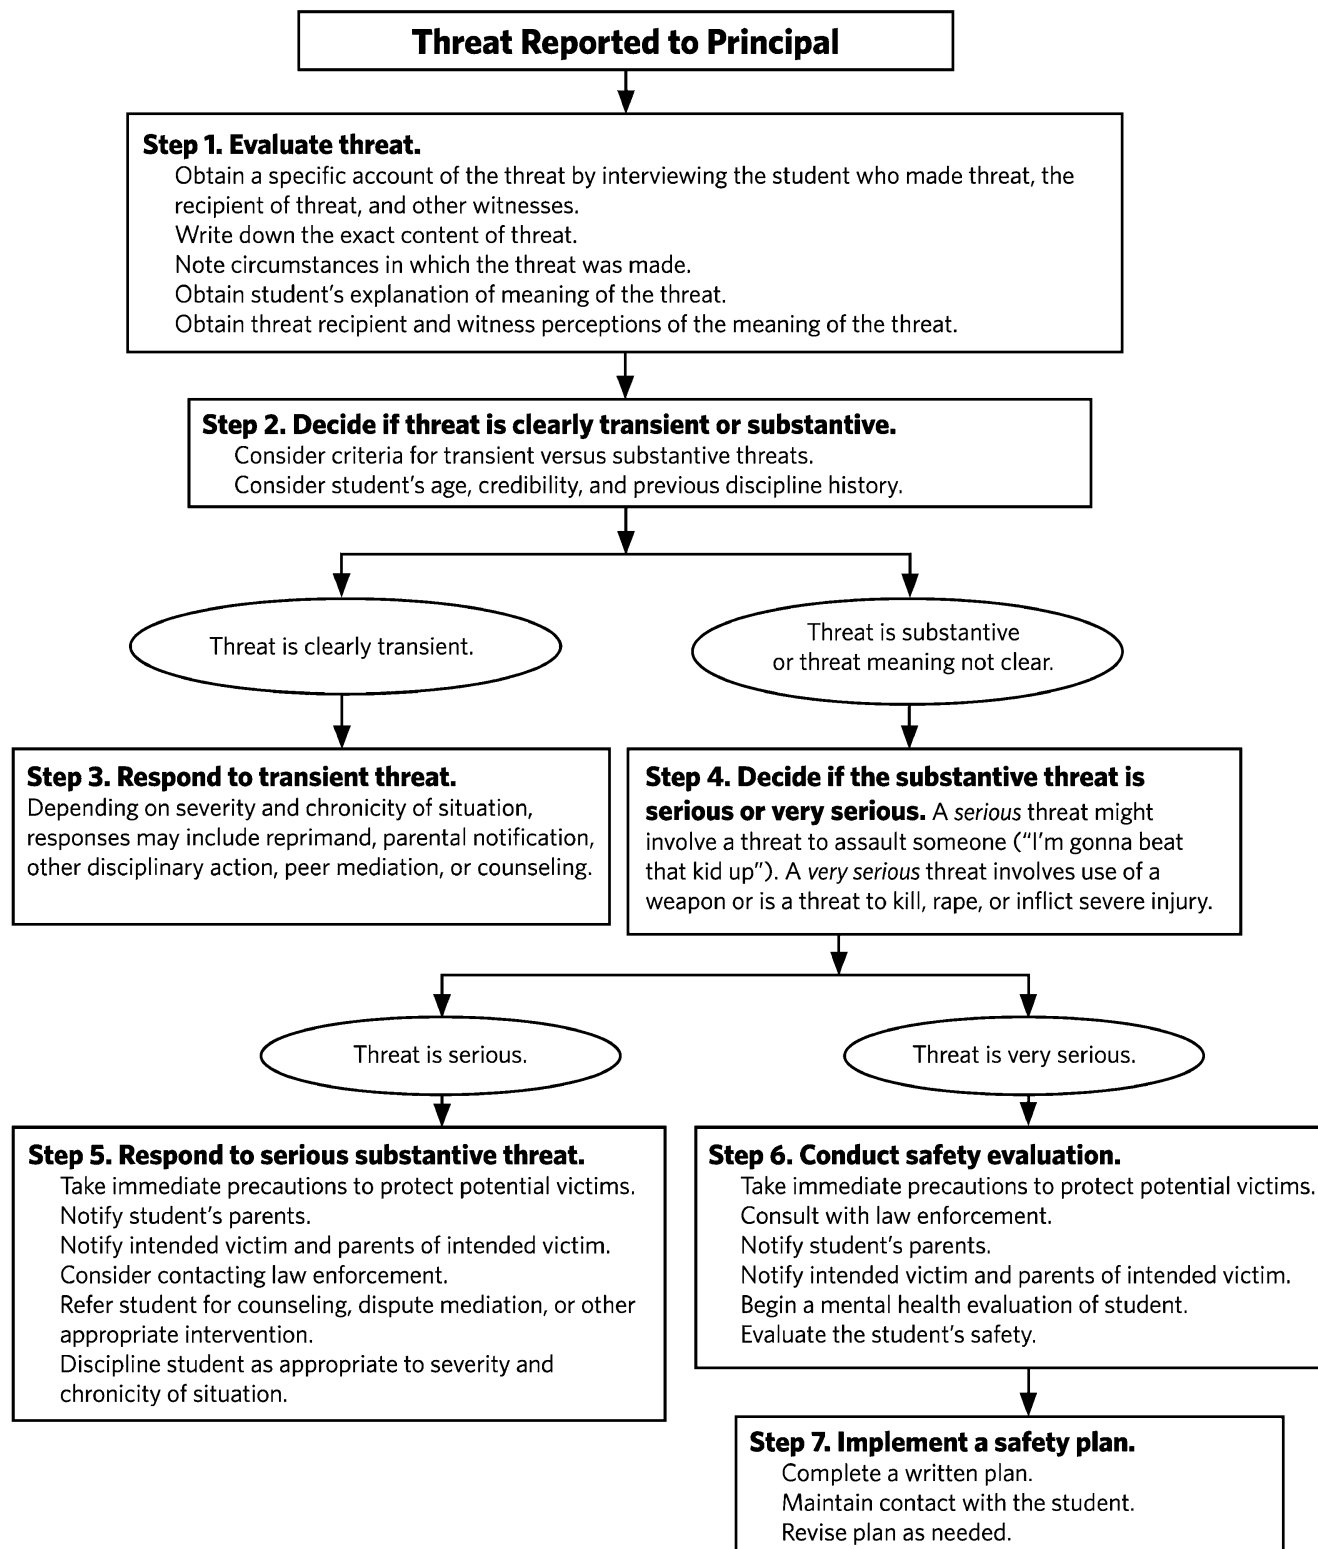 Threat Reported to Principal
Step 1. Evaluate threat.
Obtain a specific account of the threat by interviewing the student who made threat, the
recipient of threat, and other witnesses.
Write down the exact content of threat.
Note circumstances in which the threat was made.
Obtain student’s explanation of meaning of the threat.
Obtain threat recipient and witness perceptions of the meaning of the threat.
Step 2. Decide if threat is clearly transient or substantive.
Consider criteria for transient versus substantive threats.
Consider student’s age, credibility, and previous discipline history.
Threat is clearly transient.
Threat is substantive
or threat meaning not clear.
Step 3. Respond to transient threat.
Depending on severity and chronicity of situation,
responses may include reprimand, parental notification,
other disciplinary action, peer mediation, or counseling.
Step 4. Decide if the substantive threat is
serious or very serious. A serious threat might
involve a threat to assault someone (“I’m gonna beat
that kid up”). A very serious threat involves use of a
weapon or is a threat to kill, rape, or inflict severe injury.
Threat is serious.
Threat is very serious.
Step 5. Respond to serious substantive threat.
Take immediate precautions to protect potential victims.
Notify student’s parents.
Notify intended victim and parents of intended victim.
Consider contacting law enforcement.
Refer student for counseling, dispute mediation, or other
appropriate intervention.
Discipline student as appropriate to severity and
chronicity of situation.
Step 6. Conduct safety evaluation.
Take immediate precautions to protect potential victims.
Consult with law enforcement.
Notify student’s parents.
Notify intended victim and parents of intended victim.
Begin a mental health evaluation of student.
Evaluate the student’s safety.
Step 7. Implement a safety plan.
Complete a written plan.
Maintain contact with the student.
Revise plan as needed.